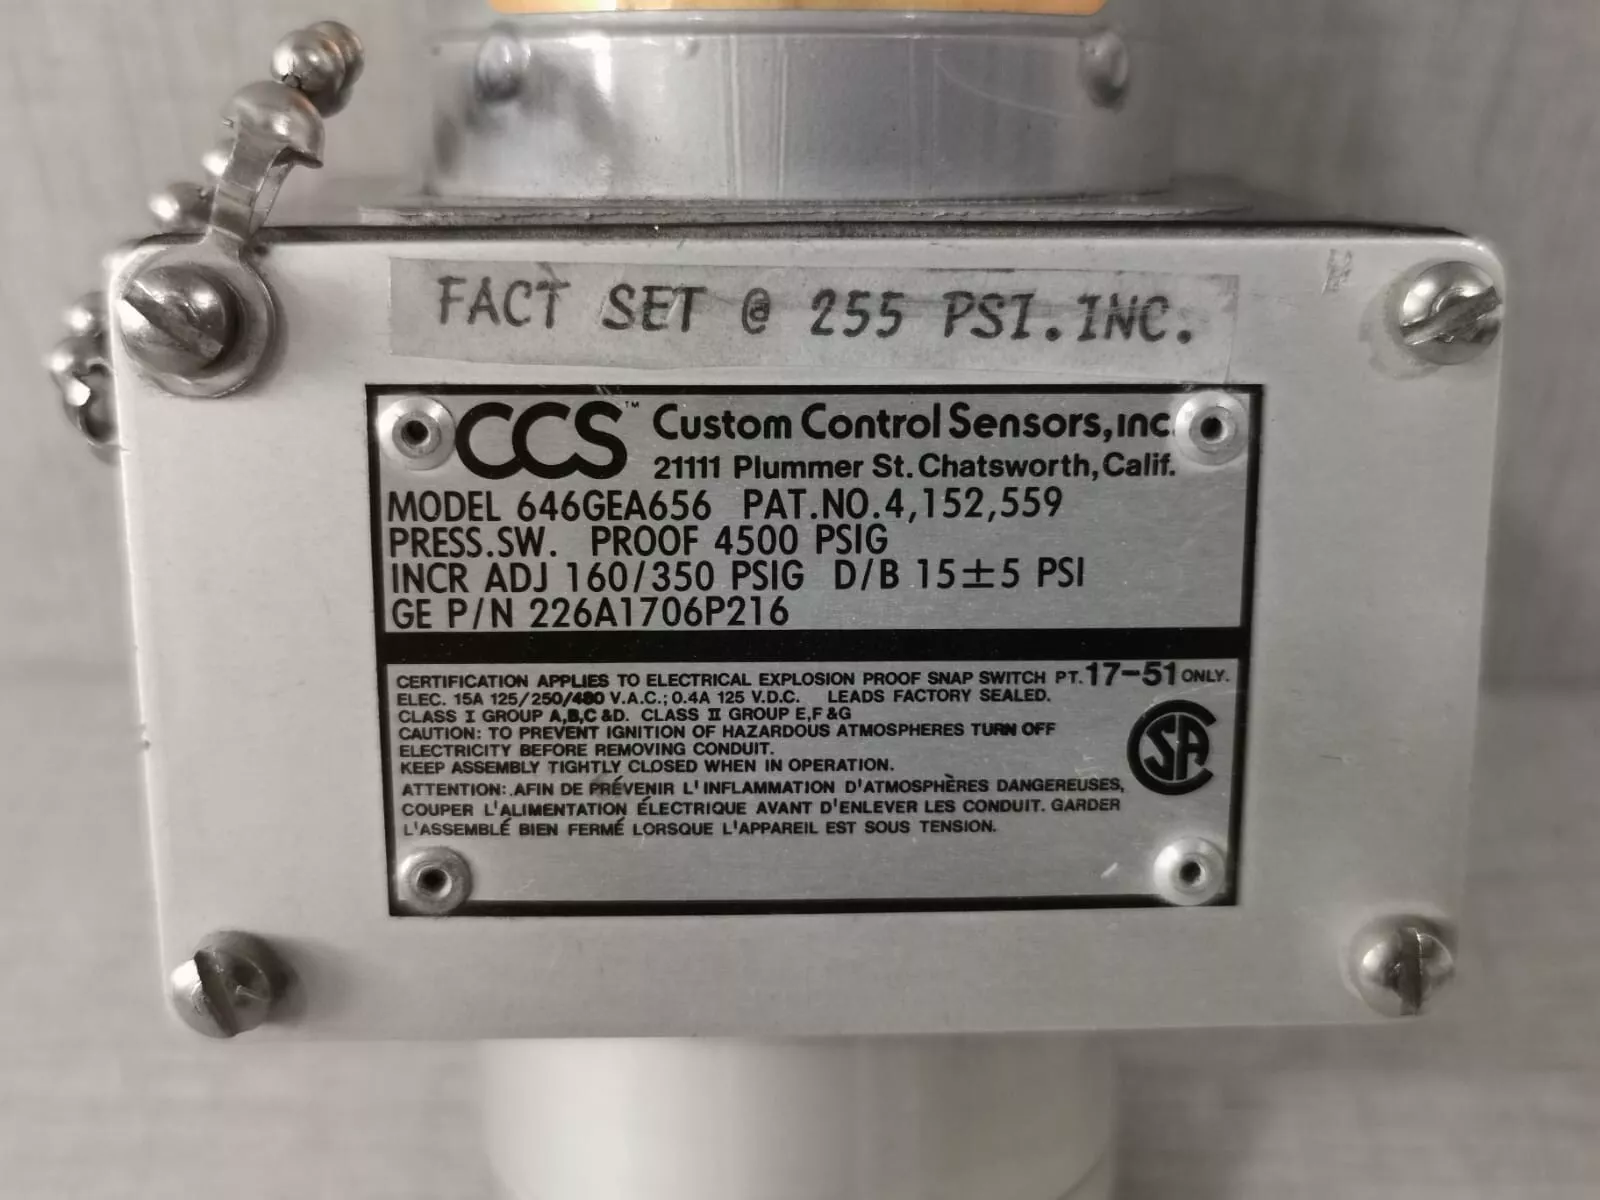 FACT SET @ 255 PSI. INC.
CCS™ Custom Control Sensors, inc.
21111 Plummer St. Chatsworth, Calif.
MODEL 646GEA656 PAT.NO.4,152,559
PRESS.SW. PROOF 4500 PSIG
INCR ADJ 160/350 PSIG D/B 15±5 PSI
GE P/N 226A1706P216
CERTIFICATION APPLIES TO ELECTRICAL EXPLOSION PROOF SNAP SWITCH PT. 17-51 ONLY.
ELEC. 15A 125/250/480 V.A.C.; 0.4A 125 V.D.C. LEADS FACTORY SEALED.
CLASS I GROUP A,B,C & D. CLASS II GROUP E,F & G
CAUTION: TO PREVENT IGNITION OF HAZARDOUS ATMOSPHERES TURN OFF
ELECTRICITY BEFORE REMOVING CONDUIT.
KEEP ASSEMBLY TIGHTLY CLOSED WHEN IN OPERATION.
SA
ATTENTION: AFIN DE PRÉVENIR L'INFLAMMATION D'ATMOSPHÈRES DANGEREUSES,
COUPER L'ALIMENTATION ÉLECTRIQUE AVANT D'ENLEVER LES CONDUIT. GARDER
L'ASSEMBLÉ BIEN FERMÉ LORSQUE L'APPAREIL EST SOUS TENSION.